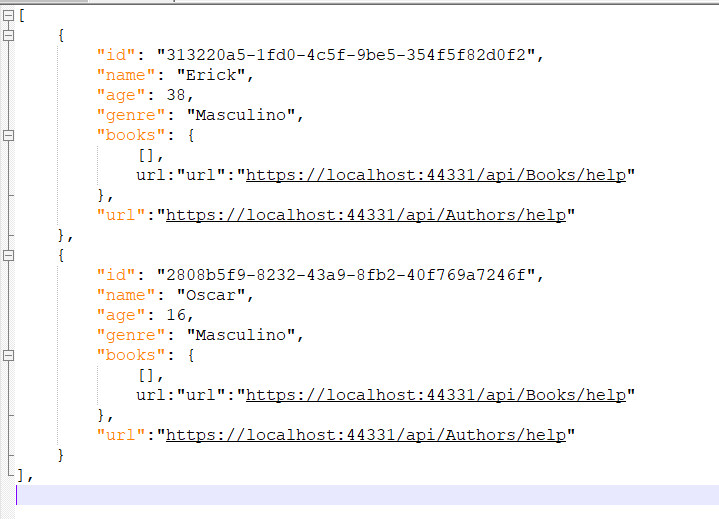 [
    {
        "id": "313220a5-1fd0-4c5f-9be5-354f5f82d0f2",
        "name": "Erick",
        "age": 38,
        "genre": "Masculino",
        "books": {
            [],
            url:"url":"https://localhost:44331/api/Books/help"
        },
        "url":"https://localhost:44331/api/Authors/help"
    },
    {
        "id": "2808b5f9-8232-43a9-8fb2-40f769a7246f",
        "name": "Oscar",
        "age": 16,
        "genre": "Masculino",
        "books": {
            [],
            url:"url":"https://localhost:44331/api/Books/help"
        },
        "url":"https://localhost:44331/api/Authors/help"
    }
],